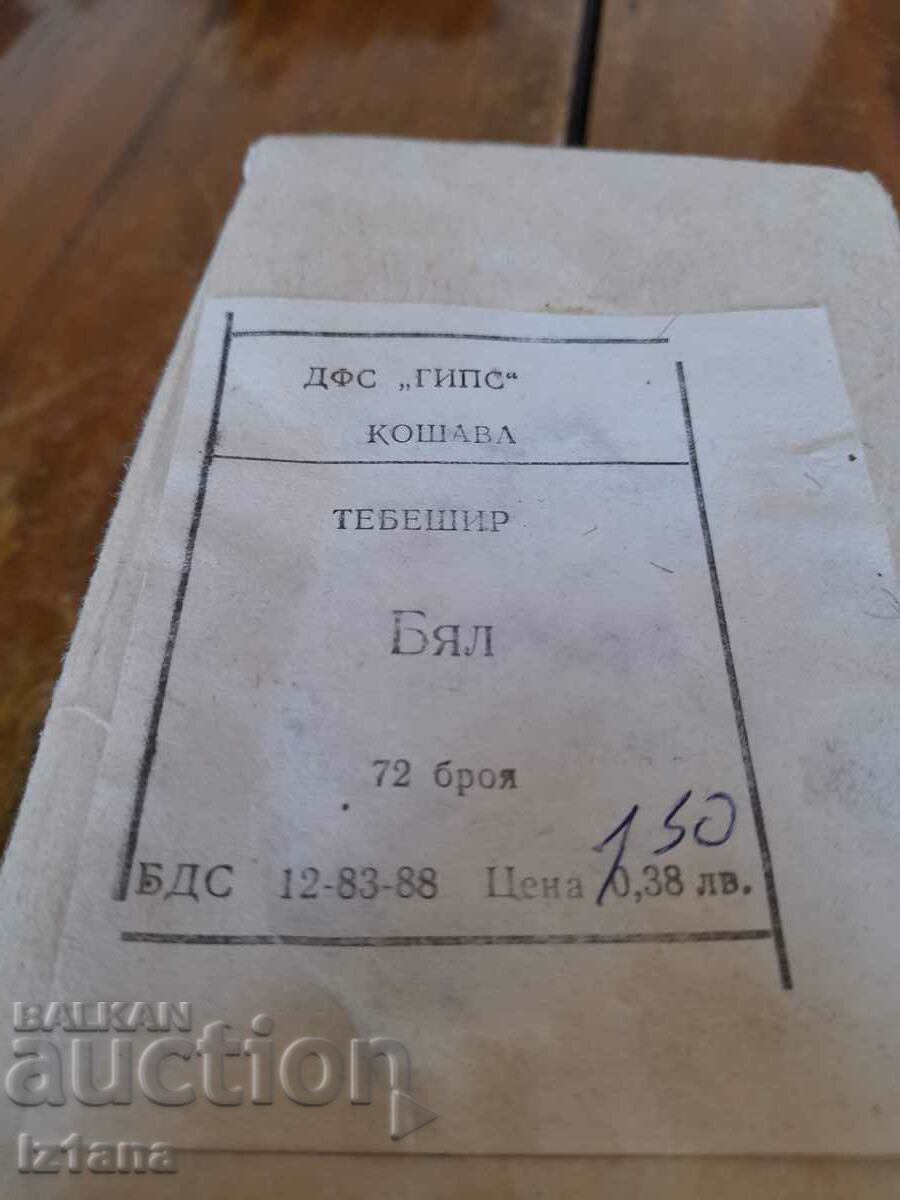 ДФС „ГИПС“
КОШАВА
ТЕБЕШИР
Бял
72 броя
1,50
БДС 12-83-88 Цена 0,38 лв.
BALKAN
auction
Iz1ana